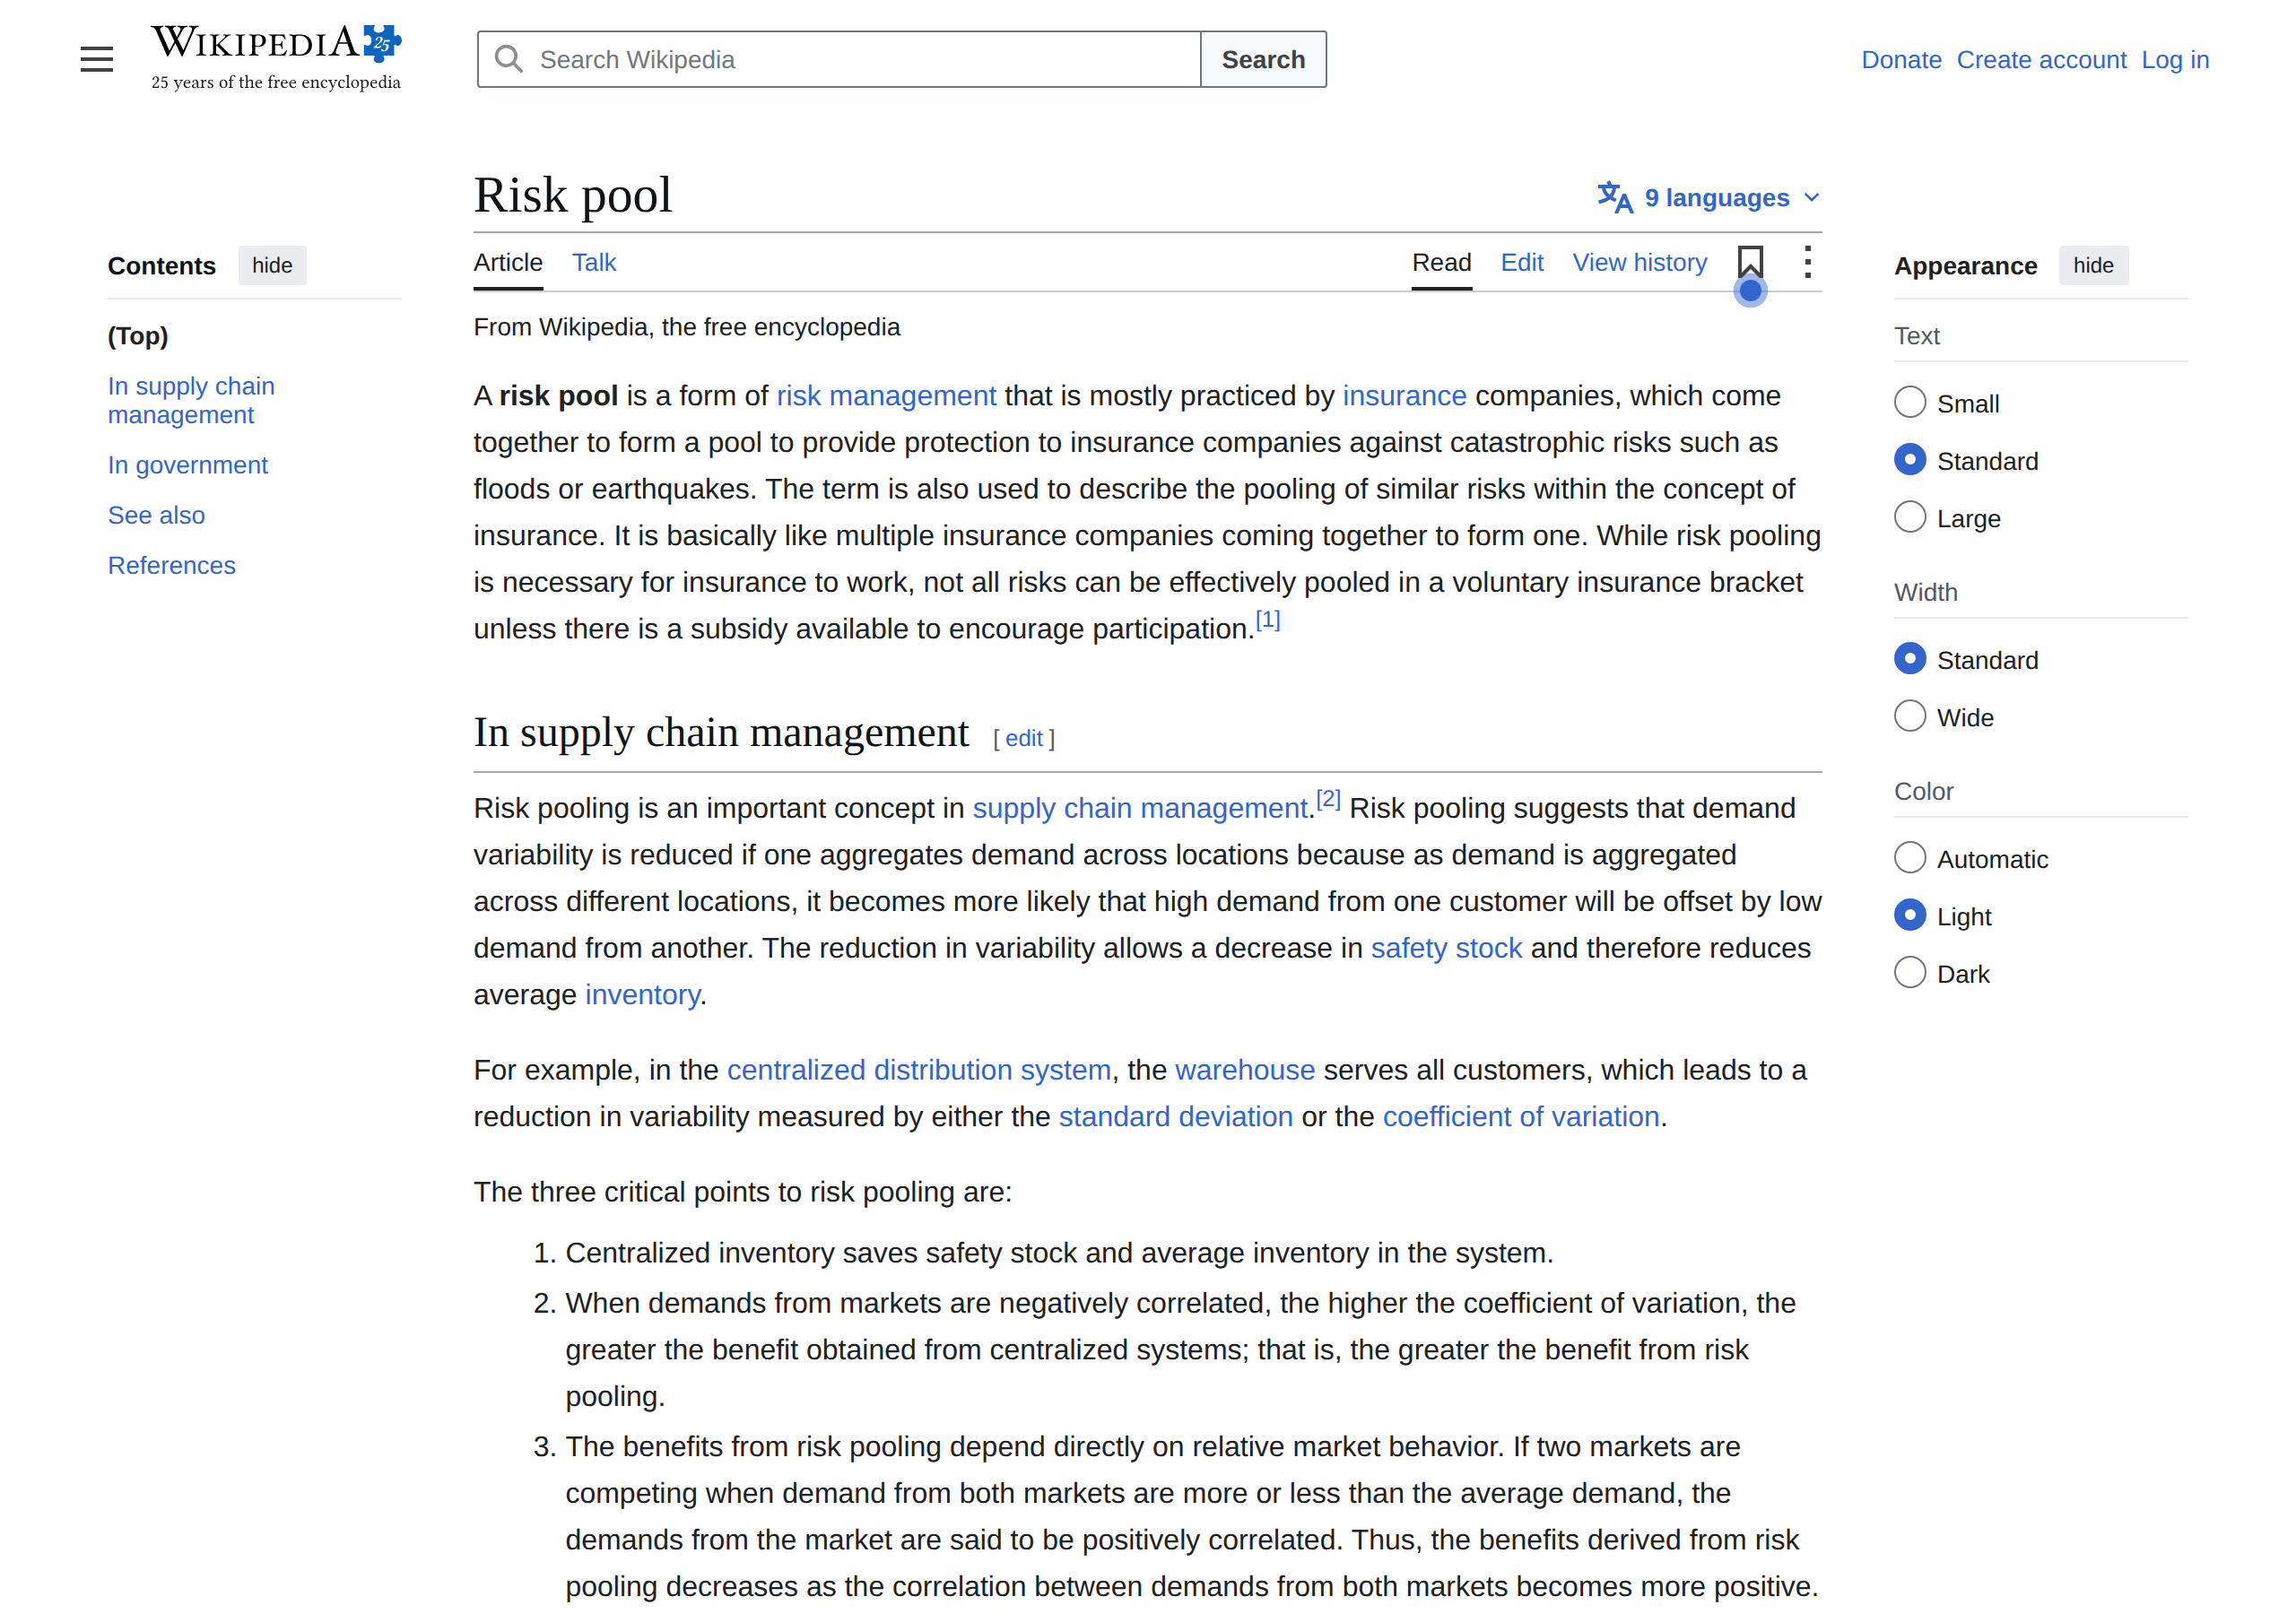 WIKIPEDIA 25
25 years of the free encyclopedia
Search Wikipedia
Search
Donate Create account Log in
Risk pool
9 languages
Contents hide
(Top)
In supply chain
management
In government
See also
References
Article Talk
Read Edit View history
From Wikipedia, the free encyclopedia
A risk pool is a form of risk management that is mostly practiced by insurance companies, which come
together to form a pool to provide protection to insurance companies against catastrophic risks such as
floods or earthquakes. The term is also used to describe the pooling of similar risks within the concept of
insurance. It is basically like multiple insurance companies coming together to form one. While risk pooling
is necessary for insurance to work, not all risks can be effectively pooled in a voluntary insurance bracket
unless there is a subsidy available to encourage participation.[1]
In supply chain management [ edit ]
Risk pooling is an important concept in supply chain management.[2] Risk pooling suggests that demand
variability is reduced if one aggregates demand across locations because as demand is aggregated
across different locations, it becomes more likely that high demand from one customer will be offset by low
demand from another. The reduction in variability allows a decrease in safety stock and therefore reduces
average inventory.
For example, in the centralized distribution system, the warehouse serves all customers, which leads to a
reduction in variability measured by either the standard deviation or the coefficient of variation.
The three critical points to risk pooling are:
1. Centralized inventory saves safety stock and average inventory in the system.
2. When demands from markets are negatively correlated, the higher the coefficient of variation, the
greater the benefit obtained from centralized systems; that is, the greater the benefit from risk
pooling.
3. The benefits from risk pooling depend directly on relative market behavior. If two markets are
competing when demand from both markets are more or less than the average demand, the
demands from the market are said to be positively correlated. Thus, the benefits derived from risk
pooling decreases as the correlation between demands from both markets becomes more positive.
Appearance hide
Text
Small
Standard
Large
Width
Standard
Wide
Color
Automatic
Light
Dark